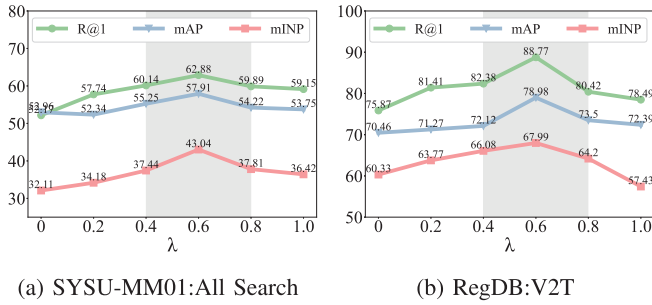 80
70
60
50
40
30
R@1 mAP mINP
57.74 60.14 62.88 59.89 59.15
52.34 55.25 57.91 54.22 53.75
32.11 34.18 37.44 43.04 37.81 36.42
0 0.2 0.4 0.6 0.8 1.0
λ
(a) SYSU-MM01:All Search
100
90
80
70
60
50
R@1 mAP mINP
75.87 81.41 82.38 88.77 80.42 78.49
70.46 71.27 72.12 78.98 73.5 72.39
60.33 63.77 66.08 67.99 64.2 57.43
0 0.2 0.4 0.6 0.8 1.0
λ
(b) RegDB:V2T